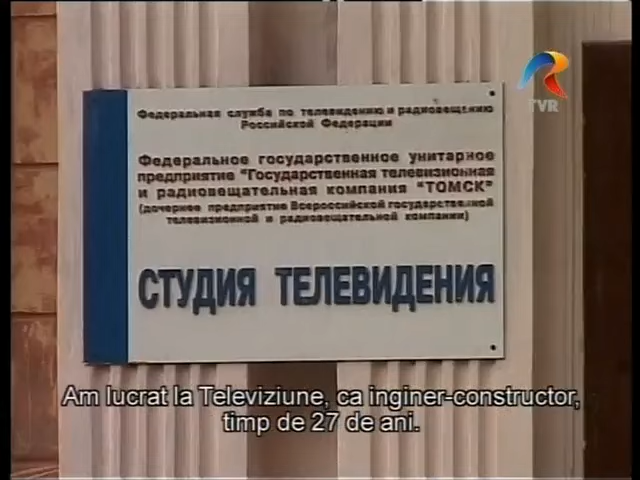 Федеральная служба по телевидению и радиовещанию
Российской Федерации
Федеральное государственное унитарное
предприятие "Государственная телевизионная
и радиовещательная компания "ТОМСК"
(дочернее предприятие Всероссийской государственной
телевизионной и радиовещательной компании)
СТУДИЯ ТЕЛЕВИДЕНИЯ
TVR
Am lucrat la Televiziune, ca inginer-constructor,
timp de 27 de ani.